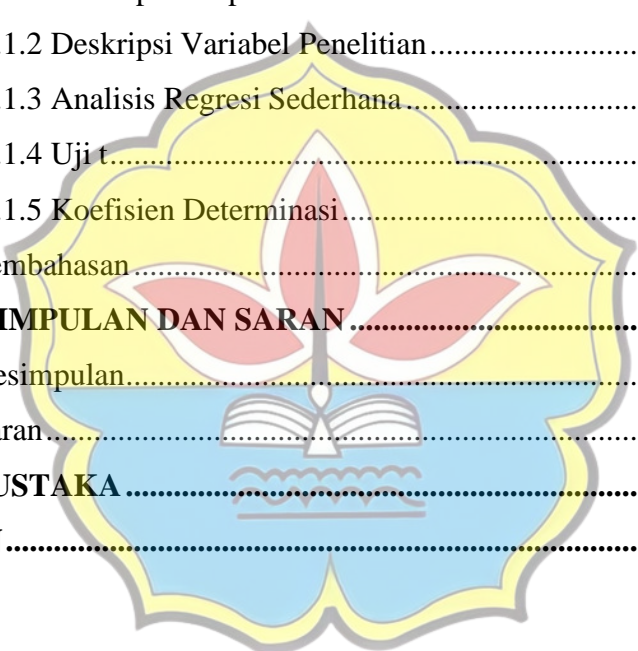 .1.2 Deskripsi Variabel Penelitian........................
.1.3 Analisis Regresi Sederhana...........................
.1.4 Uji t.................................................................
.1.5 Koefisien Determinasi....................................
embahasan..............................................................
IMPULAN DAN SARAN...................................
esimpulan................................................................
aran..........................................................................
USTAKA................................................................